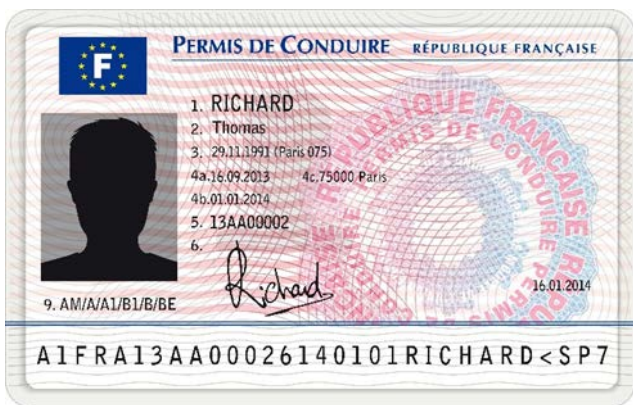 F
PERMIS DE CONDUIRE RÉPUBLIQUE FRANÇAISE
1. RICHARD
2. Thomas
3. 29.11.1991 (Paris 075)
4a.16.09.2013 4c.75000 Paris
4b.01.01.2014
5. 13AA00002
6.
Richard
16.01.2014
9. AM/A/A1/B1/B/BE
A1FRA13AA00026140101RICHARD<SP7